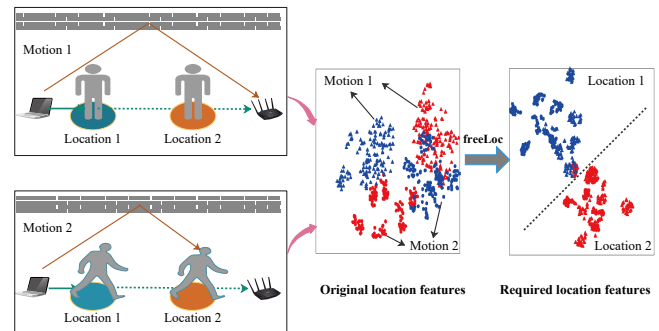 Motion 1
Location 1
Location 2
Motion 2
Location 1
Location 2
Motion 1
Motion 2
Original location features
freeLoc
Location 1
Location 2
Required location features